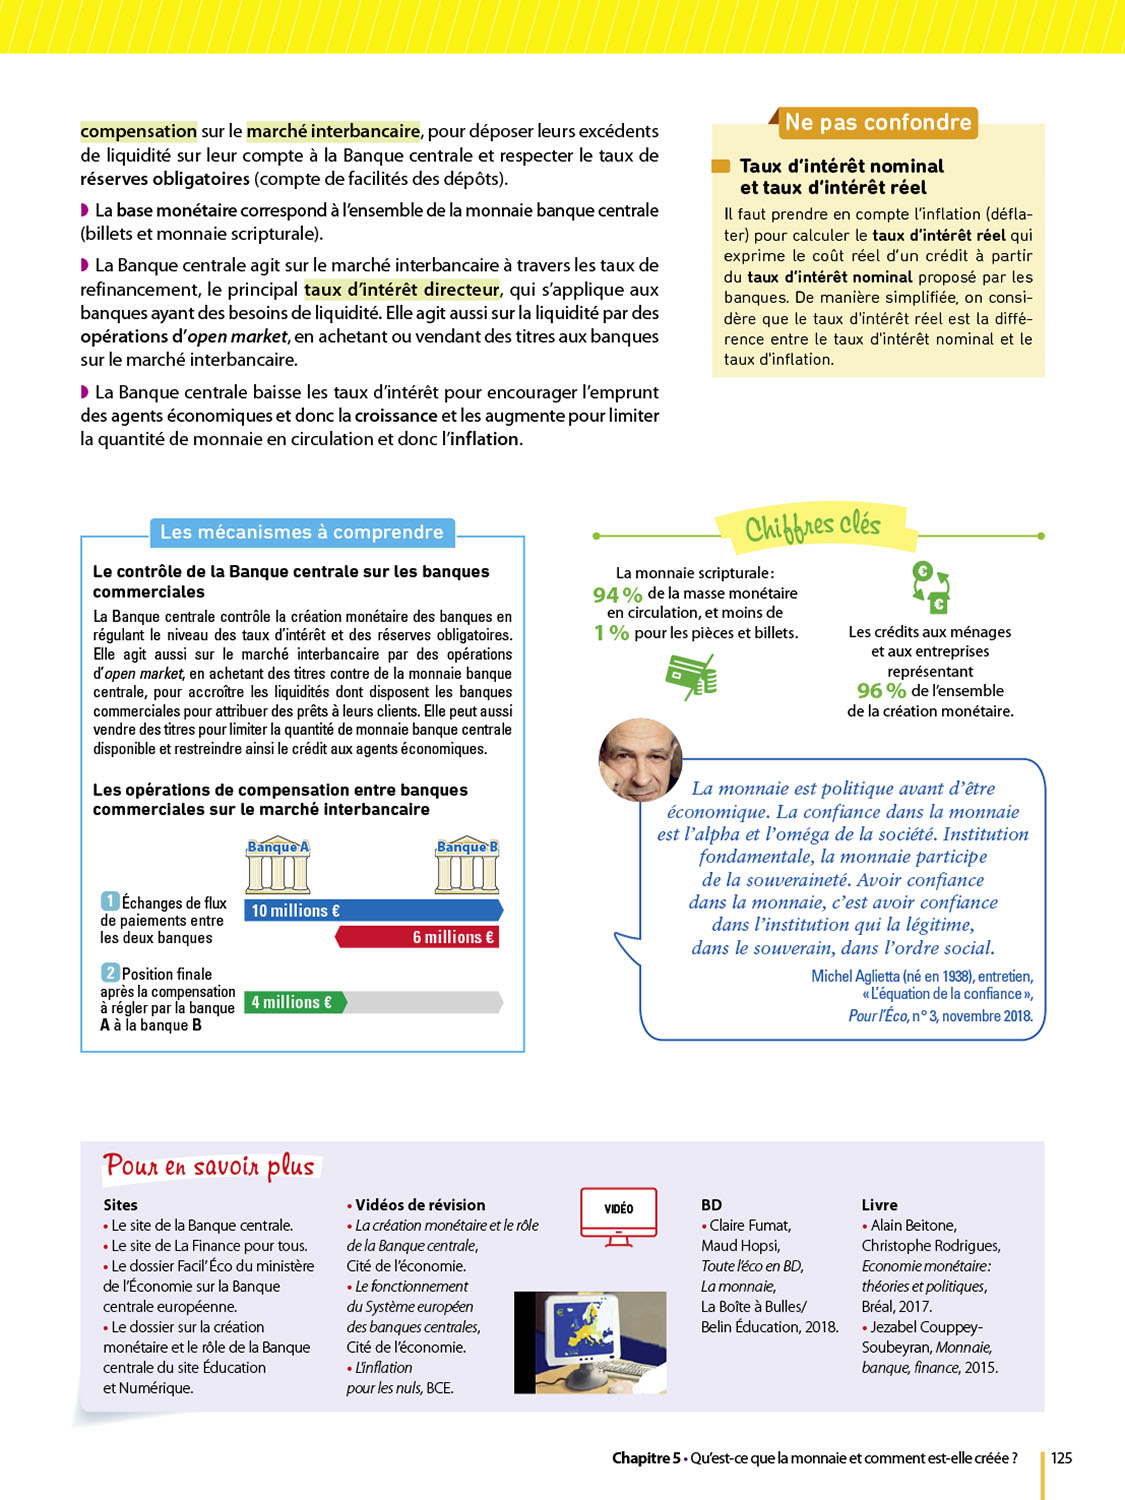 compensation sur le marché interbancaire, pour déposer leurs excédents
de liquidité sur leur compte à la Banque centrale et respecter le taux de
réserves obligatoires (compte de facilités des dépôts).
La base monétaire correspond à l'ensemble de la monnaie banque centrale
(billets et monnaie scripturale).
La Banque centrale agit sur le marché interbancaire à travers les taux de
refinancement, le principal taux d'intérêt directeur, qui s'applique aux
banques ayant des besoins de liquidité. Elle agit aussi sur la liquidité par des
opérations d'open market, en achetant ou vendant des titres aux banques
sur le marché interbancaire.
La Banque centrale baisse les taux d'intérêt pour encourager l'emprunt
des agents économiques et donc la croissance et les augmente pour limiter
la quantité de monnaie en circulation et donc l'inflation.
Ne pas confondre
Taux d'intérêt nominal
et taux d'intérêt réel
Il faut prendre en compte l'inflation (défla-
ter) pour calculer le taux d'intérêt réel qui
exprime le coût réel d'un crédit à partir
du taux d'intérêt nominal proposé par les
banques. De manière simplifiée, on consi-
dère que le taux d'intérêt réel est la diffé-
rence entre le taux d'intérêt nominal et le
taux d'inflation.
Les mécanismes à comprendre
Le contrôle de la Banque centrale sur les banques
commerciales
La Banque centrale contrôle la création monétaire des banques en
régulant le niveau des taux d'intérêt et des réserves obligatoires.
Elle agit aussi sur le marché interbancaire par des opérations
d'open market, en achetant des titres contre de la monnaie banque
centrale, pour accroître les liquidités dont disposent les banques
commerciales pour attribuer des prêts à leurs clients. Elle peut aussi
vendre des titres pour limiter la quantité de monnaie banque centrale
disponible et restreindre ainsi le crédit aux agents économiques.
Les opérations de compensation entre banques
commerciales sur le marché interbancaire
Banque A
Banque B
1 Échanges de flux
de paiements entre
les deux banques
10 millions €
6 millions €
2 Position finale
après la compensation
à régler par la banque
A à la banque B
4 millions €
Chiffres clés
La monnaie scripturale :
94 % de la masse monétaire
en circulation, et moins de
1 % pour les pièces et billets.
€
€
Les crédits aux ménages
et aux entreprises
représentant
96 % de l'ensemble
de la création monétaire.
La monnaie est politique avant d'être
économique. La confiance dans la monnaie
est l'alpha et l'oméga de la société. Institution
fondamentale, la monnaie participe
de la souveraineté. Avoir confiance
dans la monnaie, c'est avoir confiance
dans l'institution qui la légitime,
dans le souverain, dans l'ordre social.
Michel Aglietta (né en 1938), entretien,
« L'équation de la confiance »,
Pour l'Éco, n° 3, novembre 2018.
Pour en savoir plus
Sites
• Le site de la Banque centrale.
• Le site de La Finance pour tous.
• Le dossier Facil' Éco du ministère
de l'Économie sur la Banque
centrale européenne.
• Le dossier sur la création
monétaire et le rôle de la Banque
centrale du site Éducation
et Numérique.
• Vidéos de révision
• La création monétaire et le rôle
de la Banque centrale,
Cité de l'économie.
• Le fonctionnement
du Système européen
des banques centrales,
Cité de l'économie.
• L'inflation
pour les nuls, BCE.
VIDÉO
BD
• Claire Fumat,
Maud Hopsi,
Toute l'éco en BD,
La monnaie,
La Boîte à Bulles/
Belin Éducation, 2018.
Livre
• Alain Beitone,
Christophe Rodrigues,
Economie monétaire :
théories et politiques,
Bréal, 2017.
• Jezabel Couppey-
Soubeyran, Monnaie,
banque, finance, 2015.
Chapitre 5 • Qu'est-ce que la monnaie et comment est-elle créée ? 125